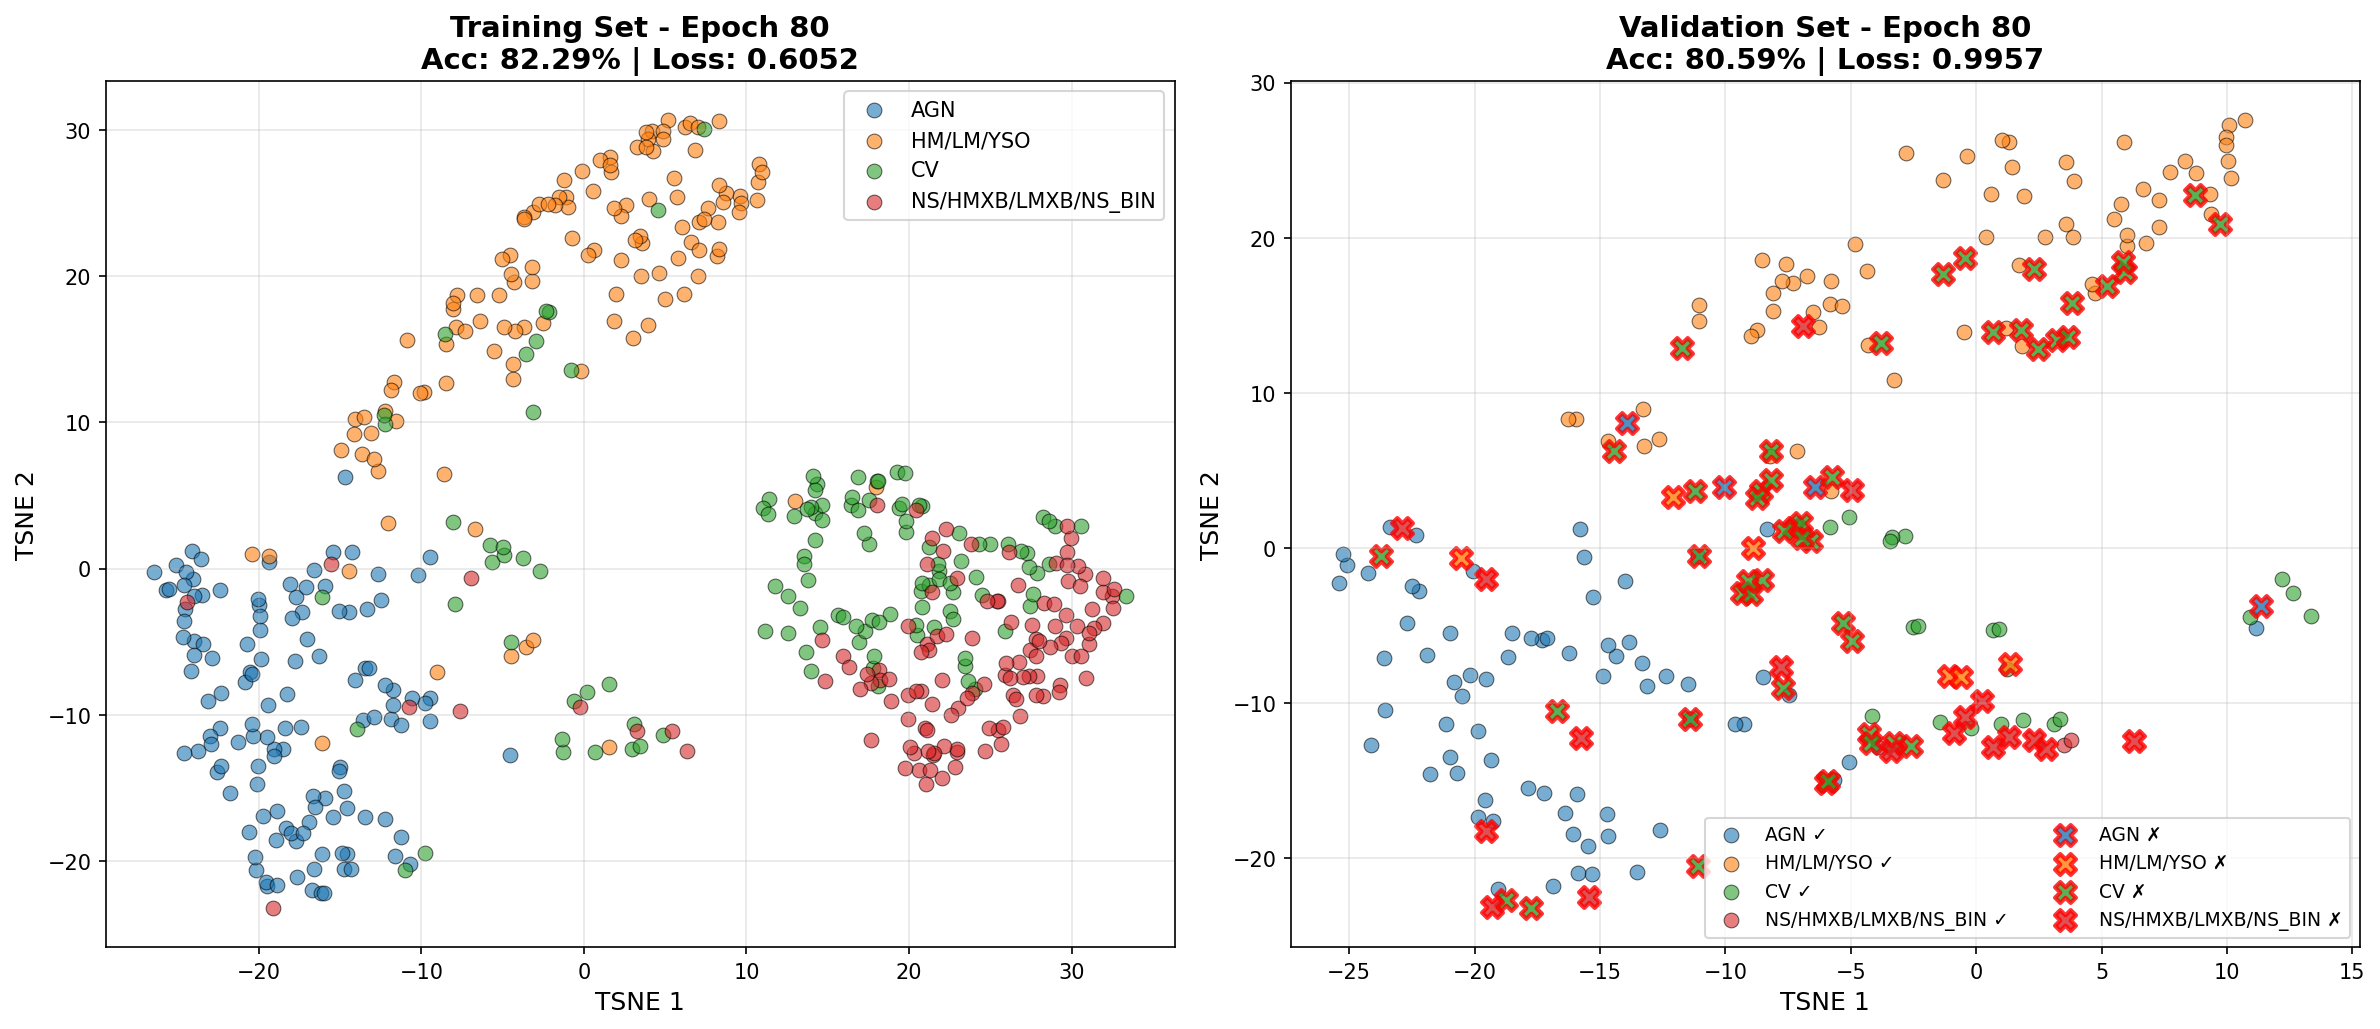 Training Set - Epoch 80
Acc: 82.29% | Loss: 0.6052
AGN
HM/LM/YSO
CV
NS/HMXB/LMXB/NS_BIN
30
20
10
0
−10
−20
TSNE 2
−20
−10
0
10
20
30
TSNE 1
Validation Set - Epoch 80
Acc: 80.59% | Loss: 0.9957
30
20
10
0
−10
−20
TSNE 2
AGN ✓
HM/LM/YSO ✓
CV ✓
NS/HMXB/LMXB/NS_BIN ✓
AGN ✗
HM/LM/YSO ✗
CV ✗
NS/HMXB/LMXB/NS_BIN ✗
−25
−20
−15
−10
−5
0
5
10
15
TSNE 1